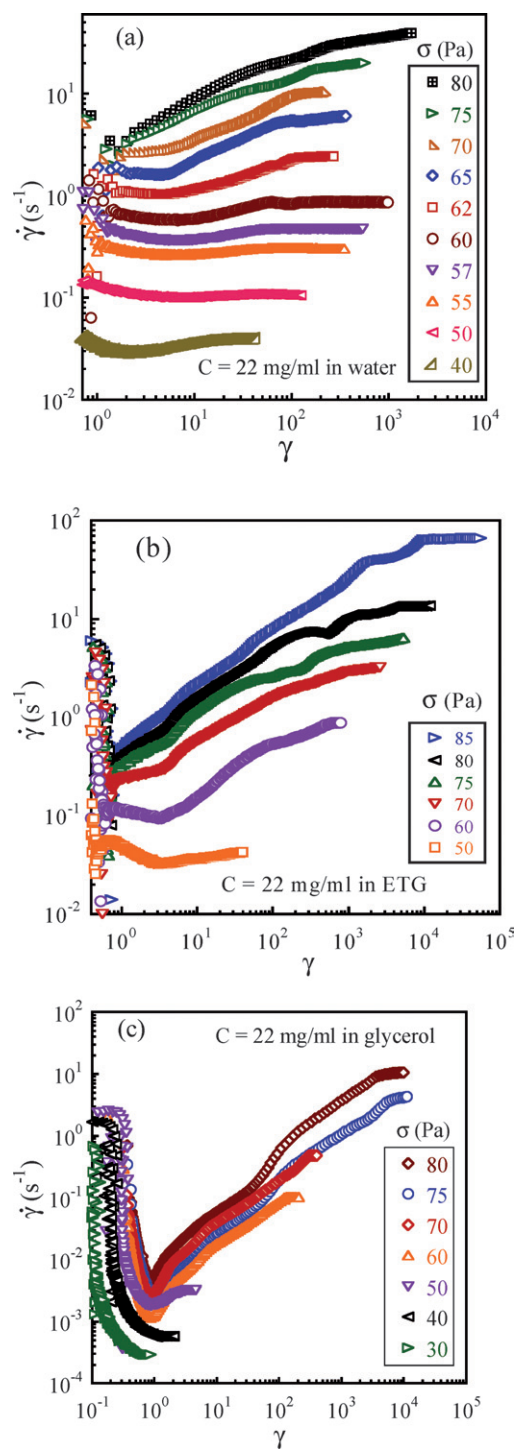 (a)
σ (Pa)
80
75
70
65
62
60
57
55
50
40
γ̇ (s⁻¹)
10¹
10⁰
10⁻¹
10⁻²
C = 22 mg/ml in water
10⁰ 10¹ 10² 10³ 10⁴
γ
(b)
10²
10¹
10⁰
10⁻¹
10⁻²
γ̇ (s⁻¹)
σ (Pa)
85
80
75
70
60
50
C = 22 mg/ml in ETG
10⁰ 10¹ 10² 10³ 10⁴ 10⁵
γ
(c)
C = 22 mg/ml in glycerol
10²
10¹
10⁰
10⁻¹
10⁻²
10⁻³
10⁻⁴
γ̇ (s⁻¹)
σ (Pa)
80
75
70
60
50
40
30
10⁻¹ 10⁰ 10¹ 10² 10³ 10⁴ 10⁵
γ